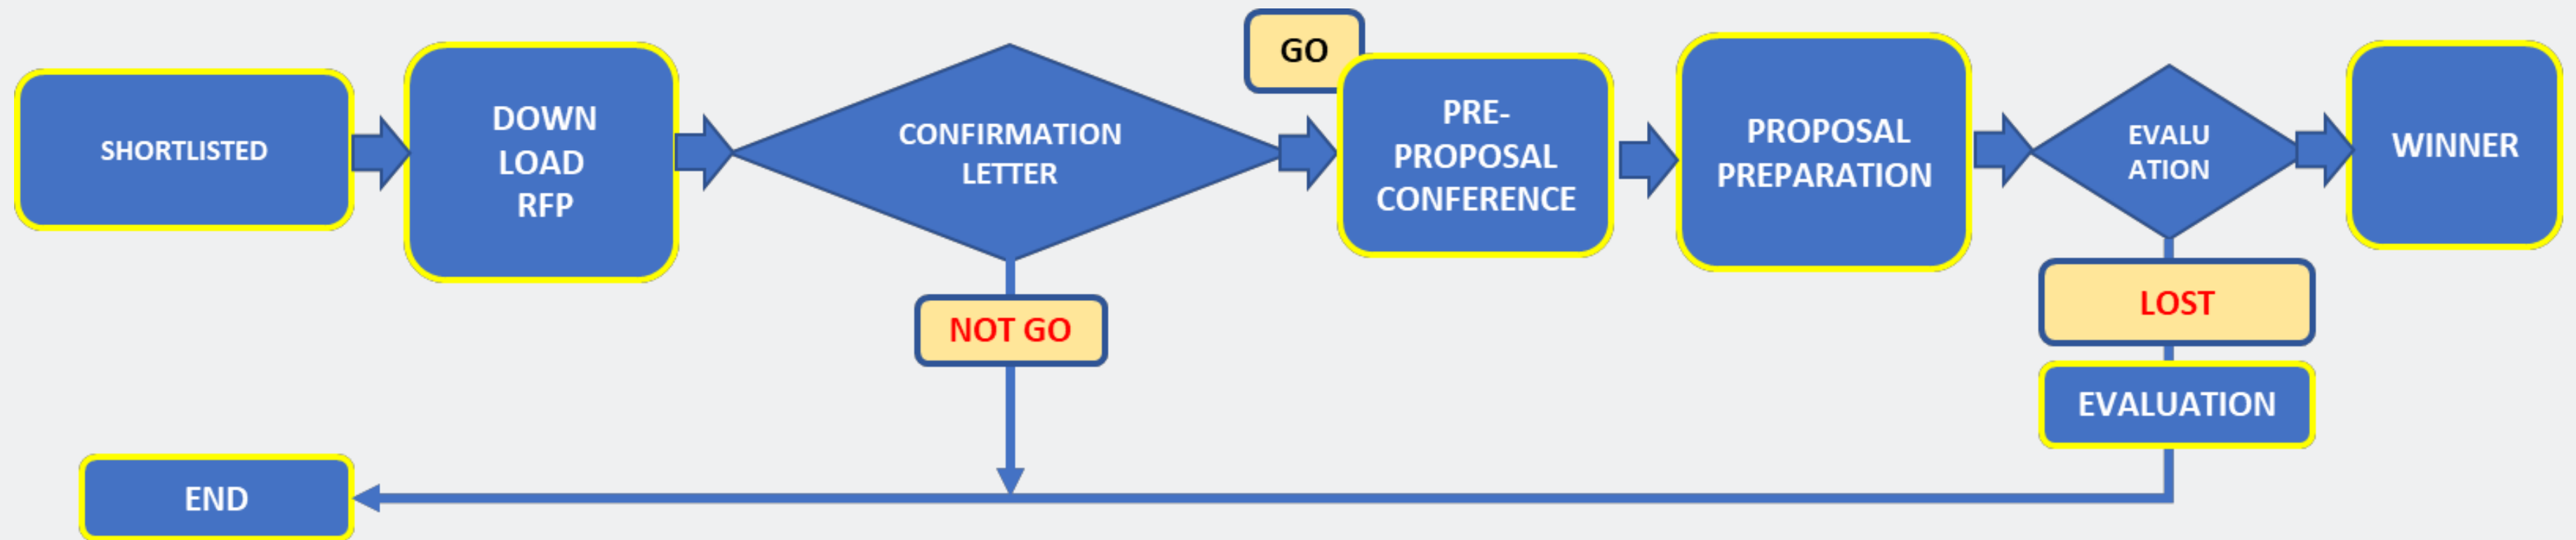 SHORTLISTED
DOWN
LOAD
RFP
CONFIRMATION
LETTER
GO
PRE-
PROPOSAL
CONFERENCE
PROPOSAL
PREPARATION
EVALU
ATION
WINNER
NOT GO
LOST
EVALUATION
END